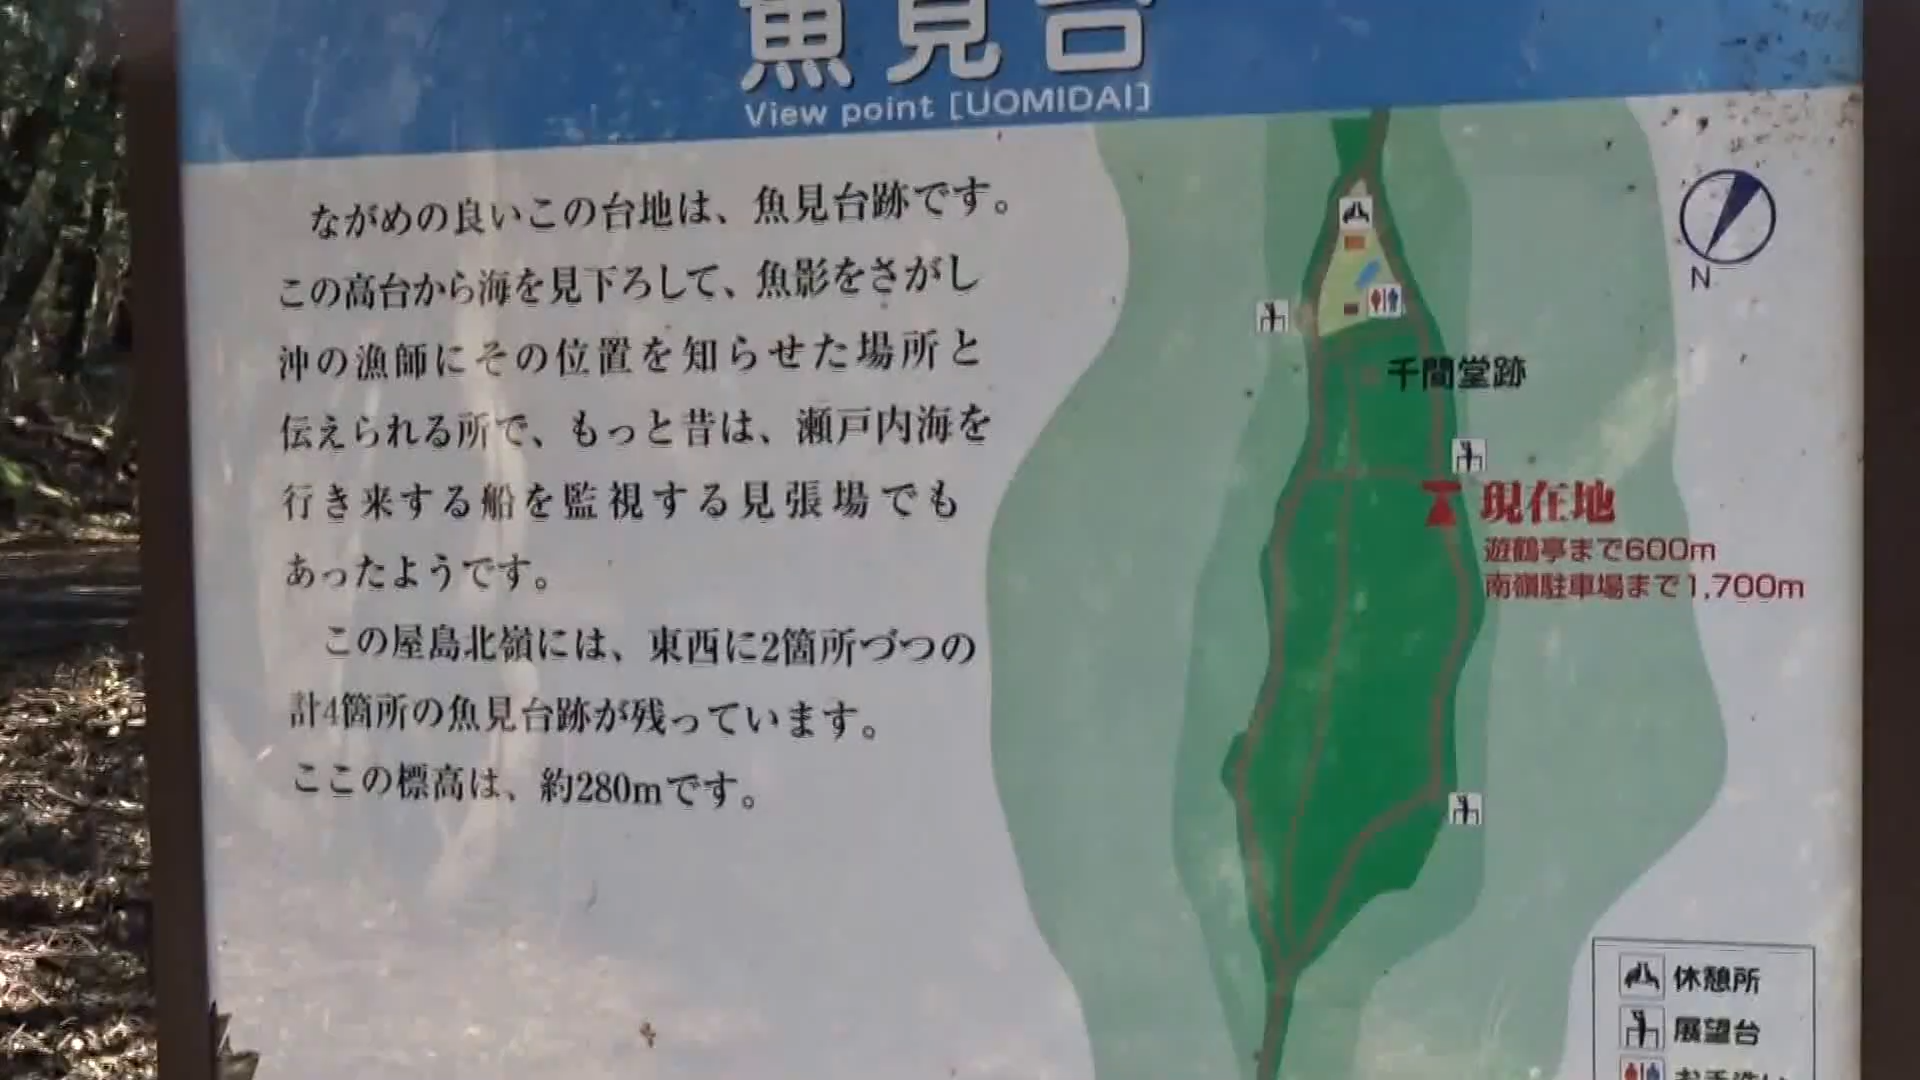 魚見台
View point [UOMIDAI]
ながめの良いこの台地は、魚見台跡です。
この高台から海を見下ろして、魚影をさがし
沖の漁師にその位置を知らせた場所と
伝えられる所で、もっと昔は、瀬戸内海を
行き来する船を監視する見張場でも
あったようです。
この屋島北嶺には、東西に2箇所づつの
計4箇所の魚見台跡が残っています。
ここの標高は、約280mです。
N
千間堂跡
現在地
遊鶴亭まで600m
南嶺駐車場まで1,700m
休憩所
展望台
お手洗い